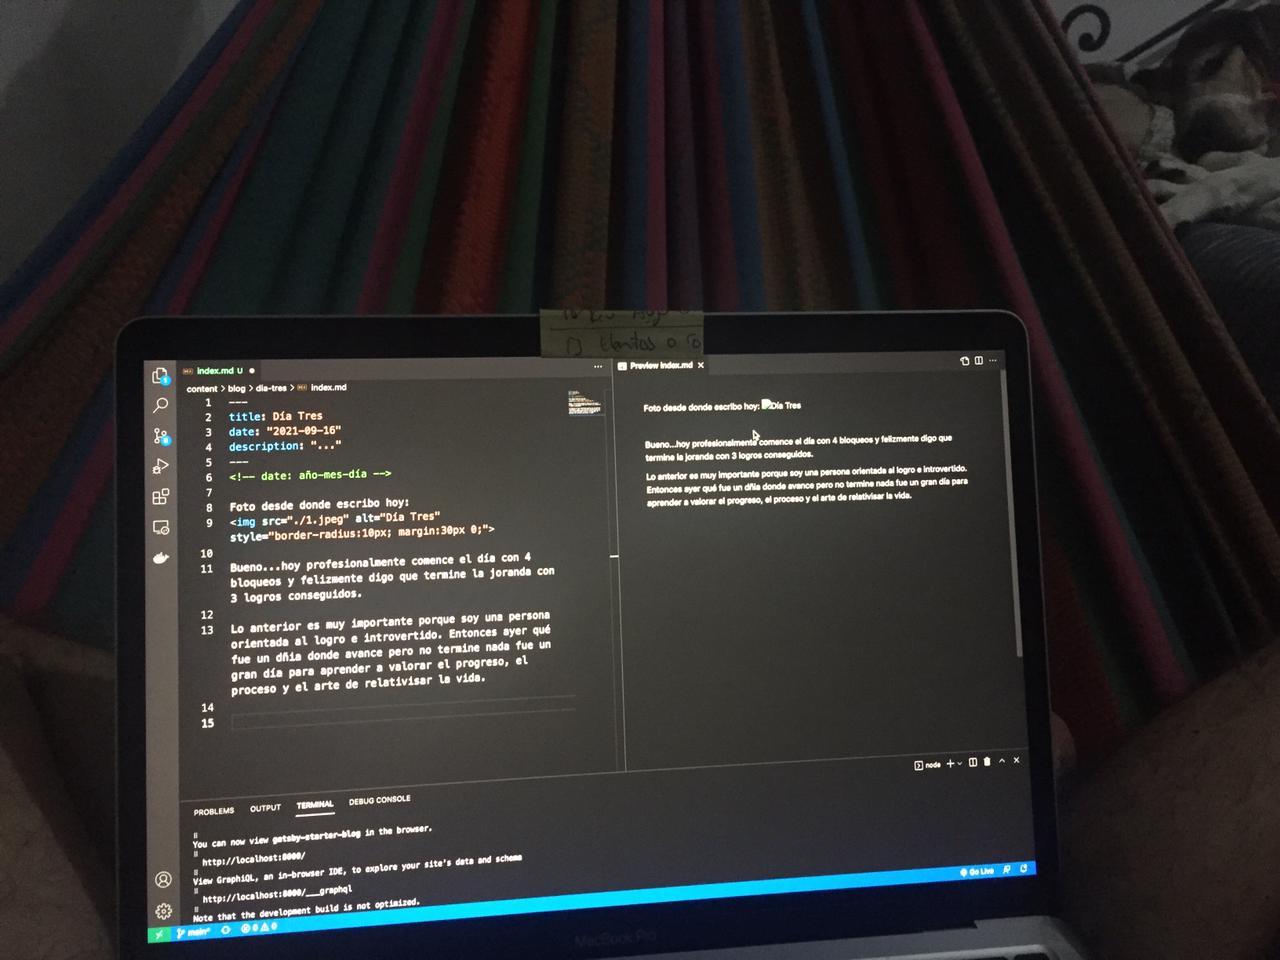 Elmitos
index.md U
Preview index.md
content > blog > dia-tres > index.md
1 ---
2 title: Día Tres
3 date: "2021-09-16"
4 description: "..."
5 ---
6 <!-- date: año-mes-día -->
7
8 Foto desde donde escribo hoy:
9 <img src="./1.jpeg" alt="Día Tres"
style="border-radius:10px; margin:30px 0;">
10
11 Bueno...hoy profesionalmente comence el día con 4
bloqueos y felizmente digo que termine la joranda con
3 logros conseguidos.
12
13 Lo anterior es muy importante porque soy una persona
orientada al logro e introvertido. Entonces ayer qué
fue un dñia donde avance pero no termine nada fue un
gran día para aprender a valorar el progreso, el
proceso y el arte de relativisar la vida.
14
15
Foto desde donde escribo hoy: Día Tres
Bueno...hoy profesionalmente comence el día con 4 bloqueos y felizmente digo que
termine la joranda con 3 logros conseguidos.
Lo anterior es muy importante porque soy una persona orientada al logro e introvertido.
Entonces ayer qué fue un dñia donde avance pero no termine nada fue un gran día para
aprender a valorar el progreso, el proceso y el arte de relativisar la vida.
node
PROBLEMS OUTPUT TERMINAL DEBUG CONSOLE
You can now view gatsby-starter-blog in the browser.
http://localhost:8000/
View GraphiQL, an in-browser IDE, to explore your site's data and schema
http://localhost:8000/___graphql
Note that the development build is not optimized.
main* 0 0
Go Live
MacBook Pro